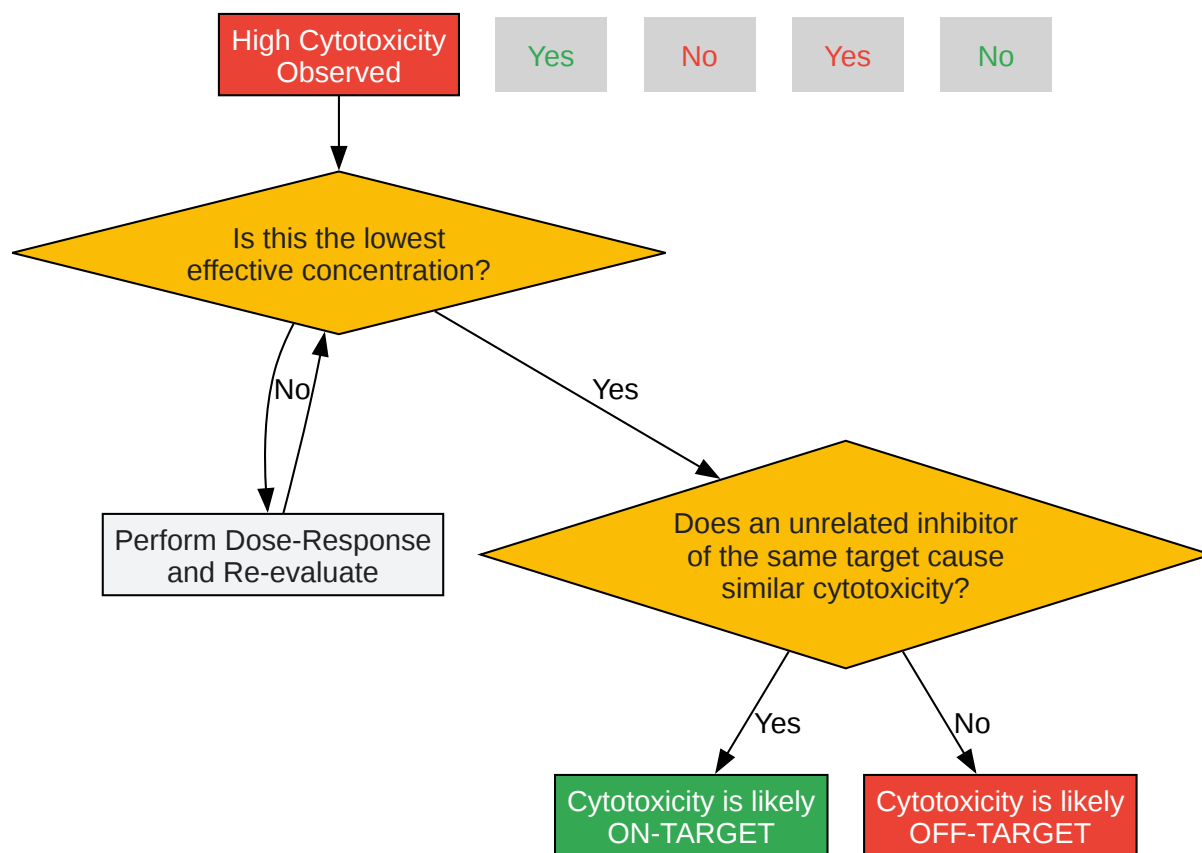 High Cytotoxicity
Observed
Yes
No
Yes
No
Is this the lowest
effective concentration?
No
Yes
Perform Dose-Response
and Re-evaluate
Does an unrelated inhibitor
of the same target cause
similar cytotoxicity?
Yes
No
Cytotoxicity is likely
ON-TARGET
Cytotoxicity is likely
OFF-TARGET